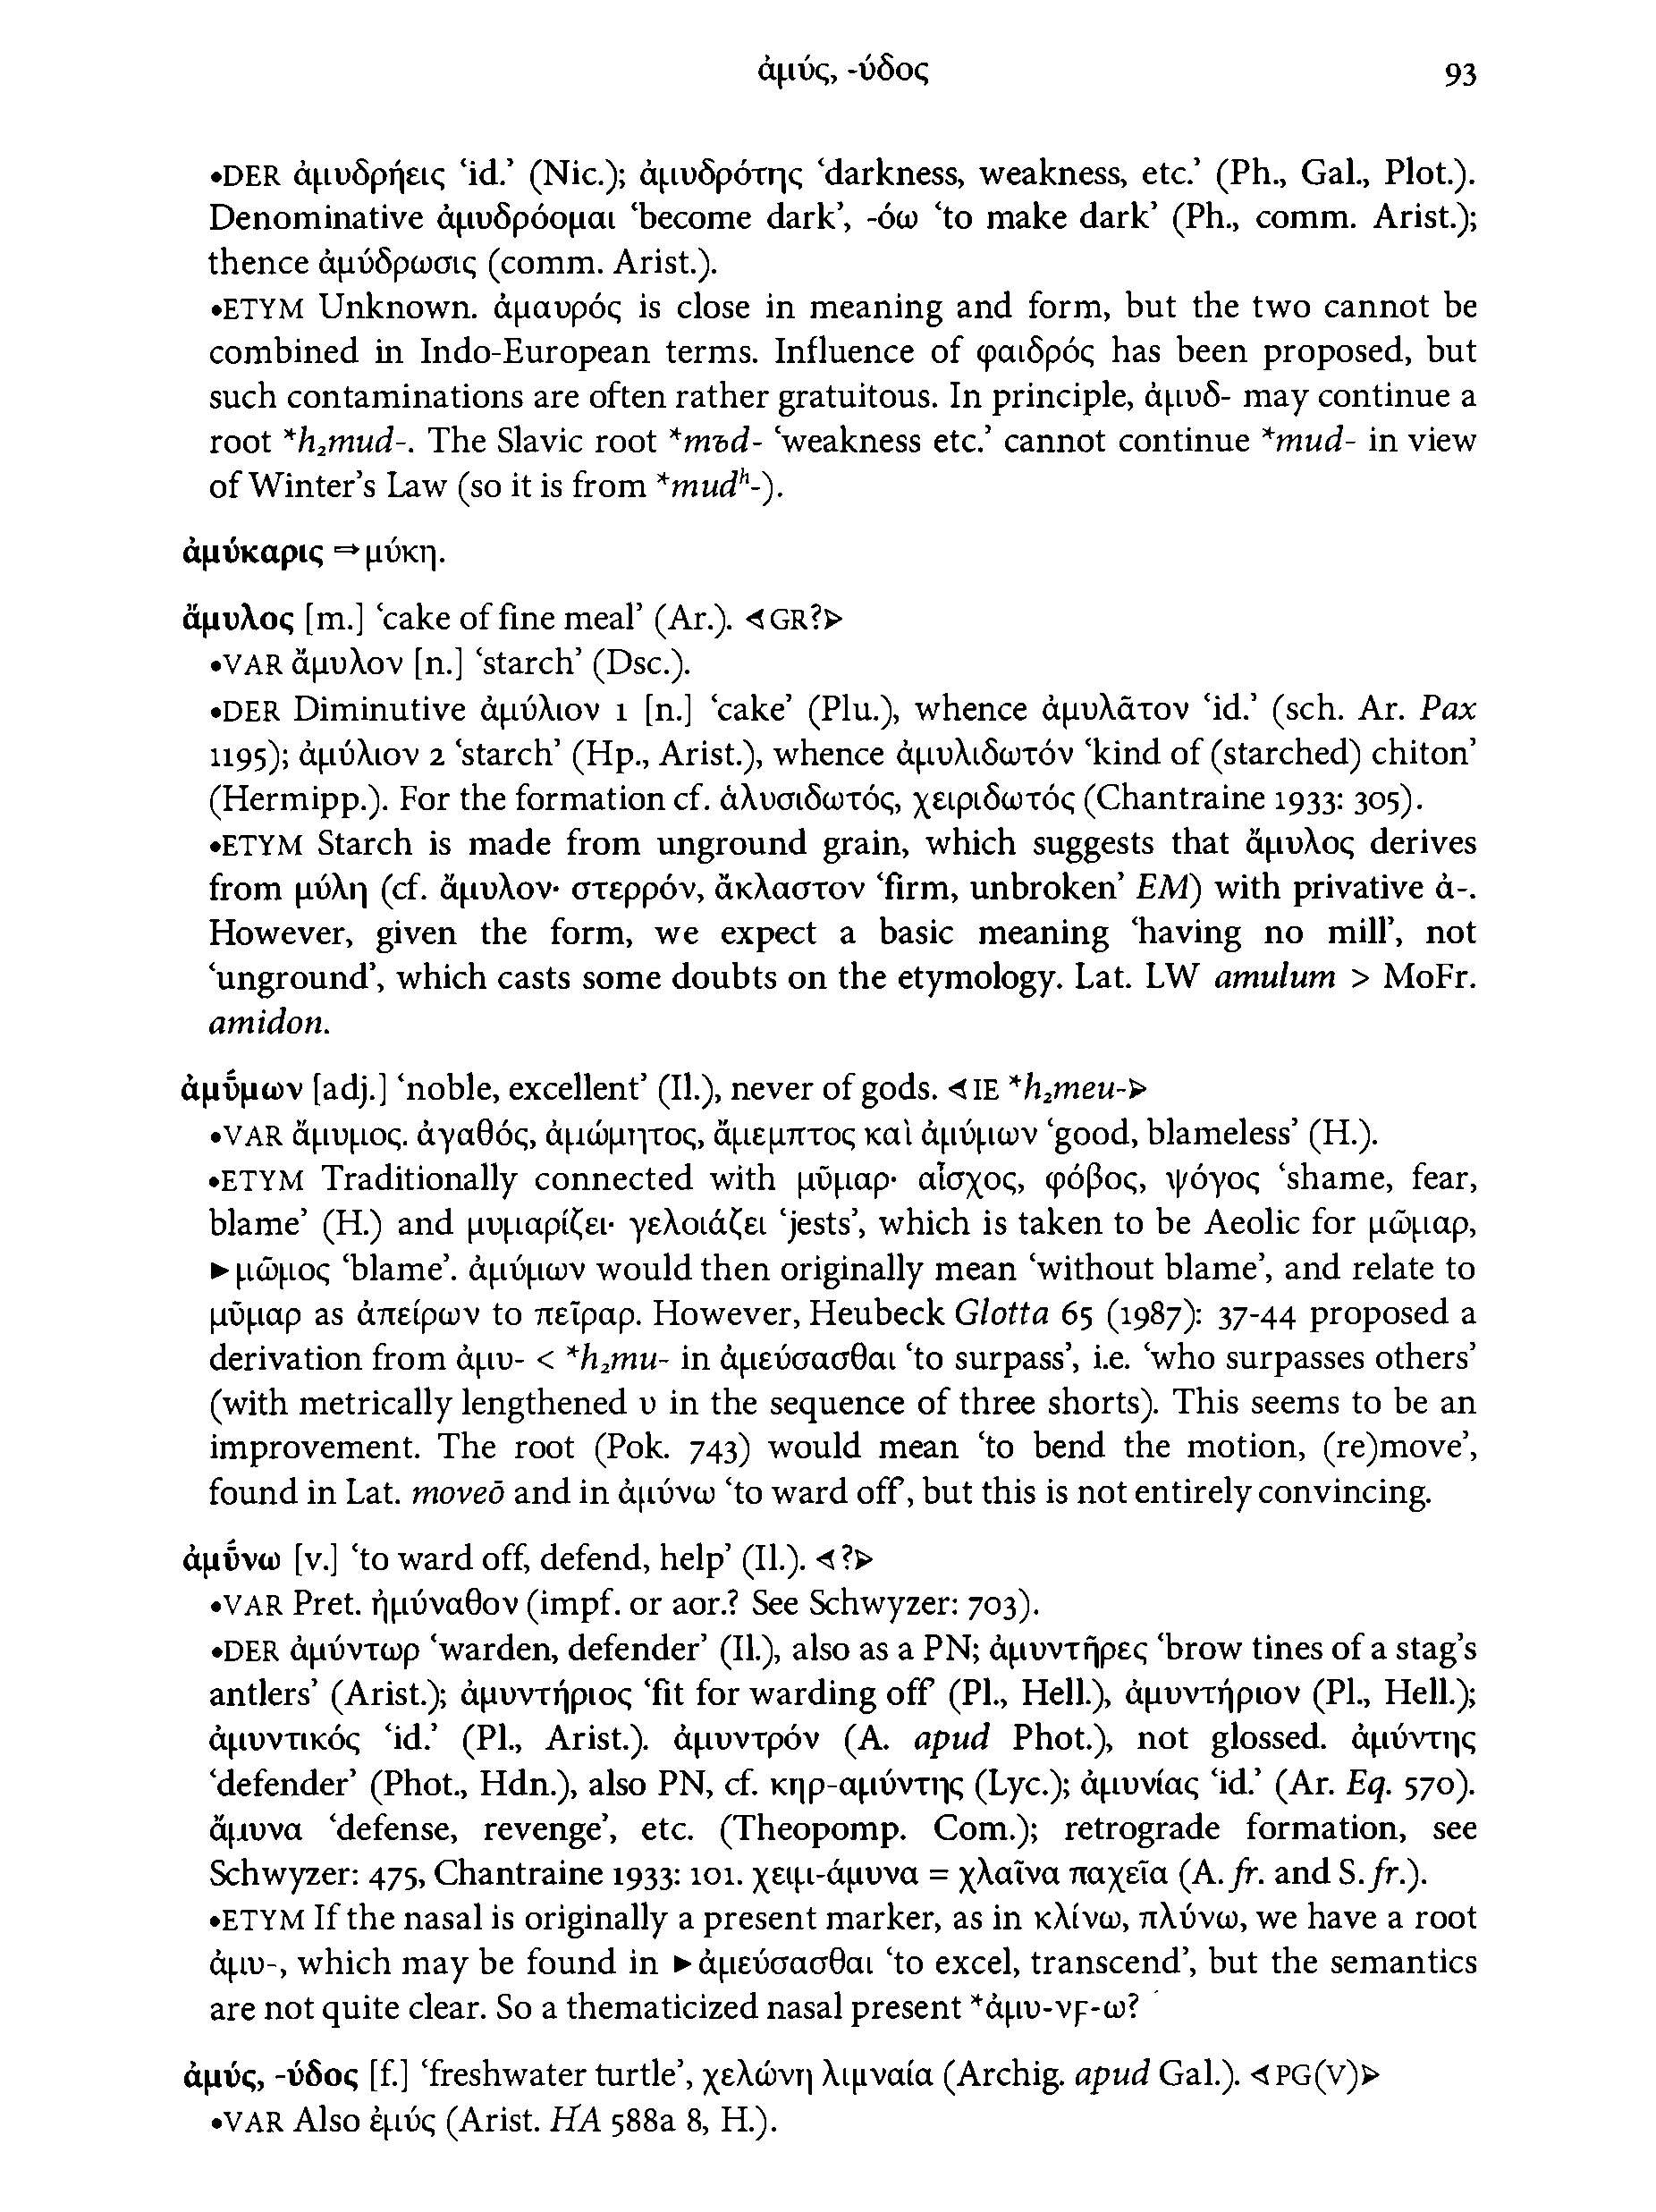 ἀμύς, -ύδος 93
•DER ἀμυδρήεις ‘id.’ (Nic.); ἀμυδρότης ‘darkness, weakness, etc.’ (Ph., Gal., Plot.).
Denominative ἀμυδρόομαι ‘become dark’, -όω ‘to make dark’ (Ph., comm. Arist.);
thence ἀμύδρωσις (comm. Arist.).
•ETYM Unknown. ἀμαυρός is close in meaning and form, but the two cannot be
combined in Indo-European terms. Influence of φαιδρός has been proposed, but
such contaminations are often rather gratuitous. In principle, ἀμυδ- may continue a
root *h₂mud-. The Slavic root *mъd- ‘weakness etc.’ cannot continue *mud- in view
of Winter’s Law (so it is from *mudʰ-).
ἀμύκαρις ⇒μύκη.
ἄμυλος [m.] ‘cake of fine meal’ (Ar.). ⊲GR?⊳
•VAR ἄμυλον [n.] ‘starch’ (Dsc.).
•DER Diminutive ἀμύλιον 1 [n.] ‘cake’ (Plu.), whence ἀμυλᾶτον ‘id.’ (sch. Ar. Pax
1195); ἀμύλιον 2 ‘starch’ (Hp., Arist.), whence ἀμυλιδωτόν ‘kind of (starched) chiton’
(Hermipp.). For the formation cf. ἁλυσιδωτός, χειριδωτός (Chantraine 1933: 305).
•ETYM Starch is made from unground grain, which suggests that ἄμυλος derives
from μύλη (cf. ἄμυλον· στερρόν, ἄκλαστον ‘firm, unbroken’ EM) with privative ἀ-.
However, given the form, we expect a basic meaning ‘having no mill’, not
‘unground’, which casts some doubts on the etymology. Lat. LW amulum > MoFr.
amidon.
ἀμῡ́μων [adj.] ‘noble, excellent’ (Il.), never of gods. ⊲IE *h₂meu-⊳
•VAR ἄμυμος. ἀγαθός, ἀμώμητος, ἄμεμπτος καὶ ἀμύμων ‘good, blameless’ (H.).
•ETYM Traditionally connected with μῦμαρ· αἶσχος, φόβος, ψόγος ‘shame, fear,
blame’ (H.) and μυμαρίζει· γελοιάζει ‘jests’, which is taken to be Aeolic for μῶμαρ,
►μῶμος ‘blame’. ἀμύμων would then originally mean ‘without blame’, and relate to
μῦμαρ as ἀπείρων to πεῖραρ. However, Heubeck Glotta 65 (1987): 37-44 proposed a
derivation from ἀμυ- < *h₂mu- in ἀμεύσασθαι ‘to surpass’, i.e. ‘who surpasses others’
(with metrically lengthened υ in the sequence of three shorts). This seems to be an
improvement. The root (Pok. 743) would mean ‘to bend the motion, (re)move’,
found in Lat. moveō and in ἀμύνω ‘to ward off’, but this is not entirely convincing.
ἀμῡ́νω [v.] ‘to ward off, defend, help’ (Il.). ⊲?⊳
•VAR Pret. ἠμύναθον (impf. or aor.? See Schwyzer: 703).
•DER ἀμύντωρ ‘warden, defender’ (Il.), also as a PN; ἀμυντῆρες ‘brow tines of a stag’s
antlers’ (Arist.); ἀμυντήριος ‘fit for warding off’ (Pl., Hell.), ἀμυντήριον (Pl., Hell.);
ἀμυντικός ‘id.’ (Pl., Arist.). ἀμυντρόν (A. apud Phot.), not glossed. ἀμύντης
‘defender’ (Phot., Hdn.), also PN, cf. κηρ-αμύντης (Lyc.); ἀμυνίας ‘id.’ (Ar. Eq. 570).
ἄμυνα ‘defense, revenge’, etc. (Theopomp. Com.); retrograde formation, see
Schwyzer: 475, Chantraine 1933: 101. χειμ-άμυνα = χλαῖνα παχεῖα (A. fr. and S. fr.).
•ETYM If the nasal is originally a present marker, as in κλίνω, πλύνω, we have a root
ἀμυ-, which may be found in ►ἀμεύσασθαι ‘to excel, transcend’, but the semantics
are not quite clear. So a thematicized nasal present *ἀμυ-νϝ-ω?
ἀμύς, -ύδος [f.] ‘freshwater turtle’, χελώνη λιμναία (Archig. apud Gal.). ⊲PG(V)⊳
•VAR Also ἐμύς (Arist. HA 588a 8, H.).